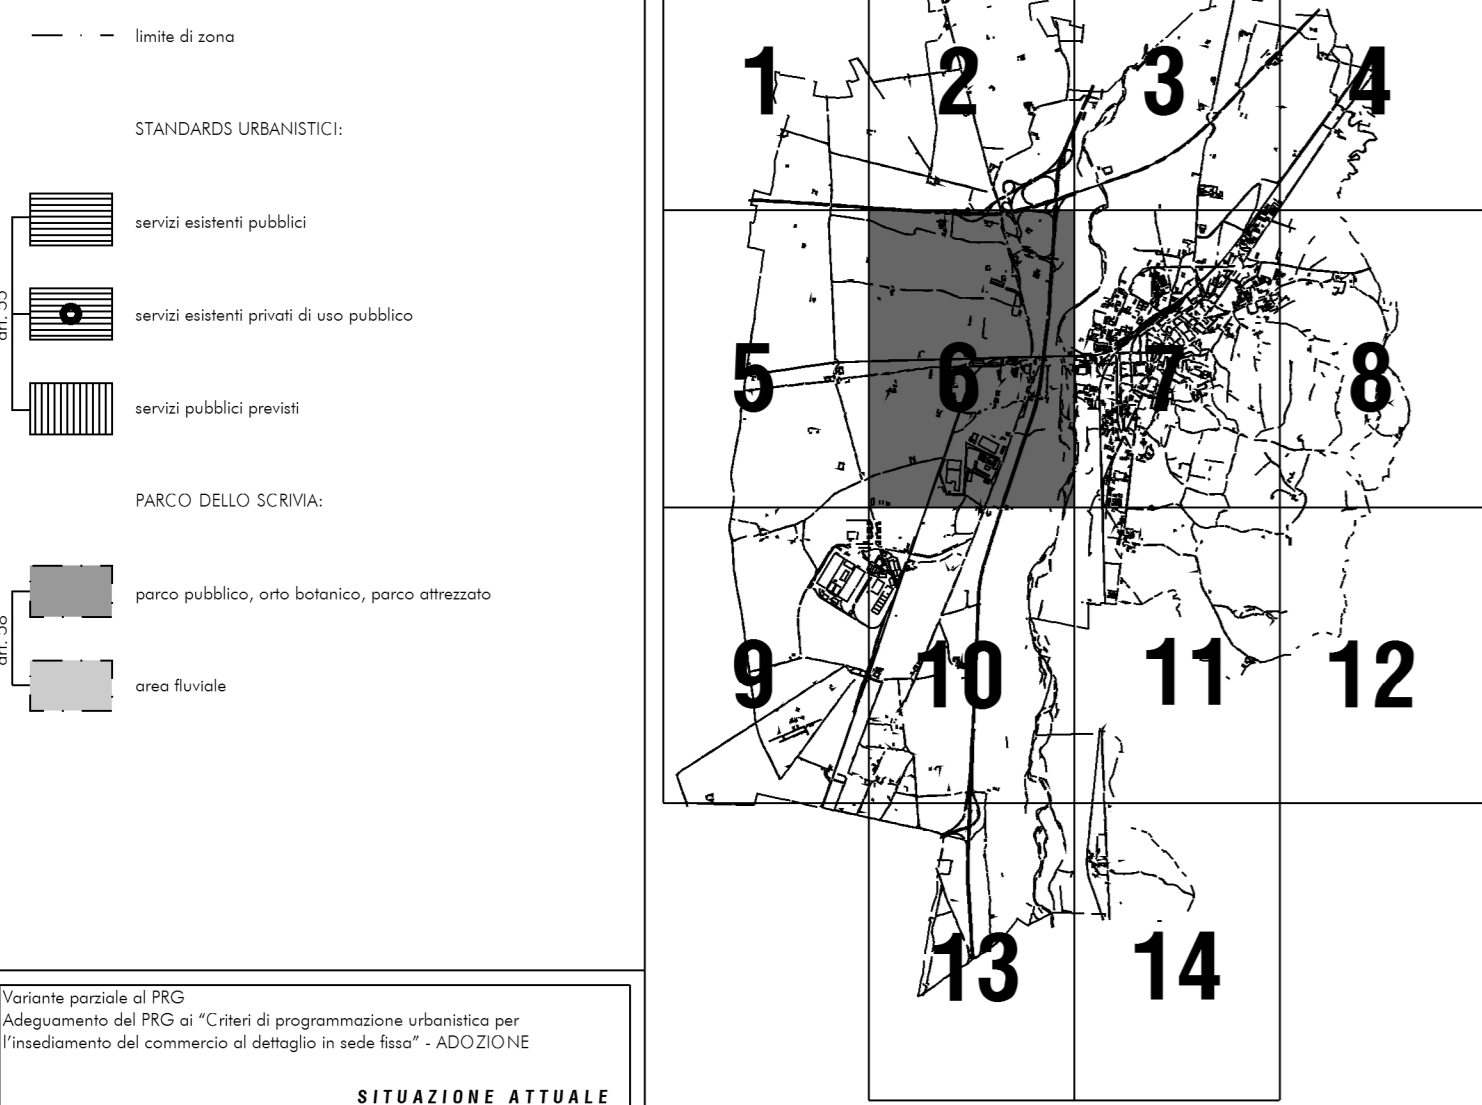 limite di zona
STANDARDS URBANISTICI:
servizi esistenti pubblici
servizi esistenti privati di uso pubblico
servizi pubblici previsti
PARCO DELLO SCRIVIA:
parco pubblico, orto botanico, parco attrezzato
area fluviale
Variante parziale al PRG
Adeguamento del PRG ai “Criteri di programmazione urbanistica per
l’insediamento del commercio al dettaglio in sede fissa” - ADOZIONE
SITUAZIONE ATTUALE
1 2 3 4
5 6 7 8
9 10 11 12
13 14